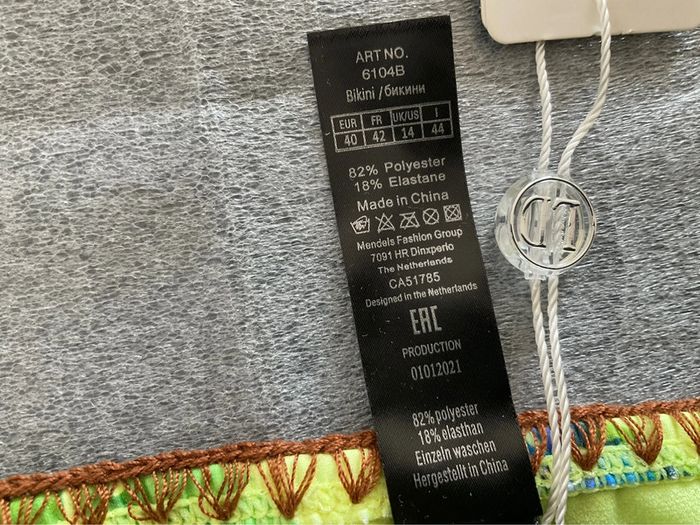 ART NO.
6104B
Bikini /бикини
EUR FR UK/US I
40 42 14 44
82% Polyester
18% Elastane
Made in China
Mendels Fashion Group
7091 HR Dinxperlo
The Netherlands
CA51785
Designed in the Netherlands
EAC
PRODUCTION
01012021
82% polyester
18% elasthan
Einzeln waschen
Hergestellt in China